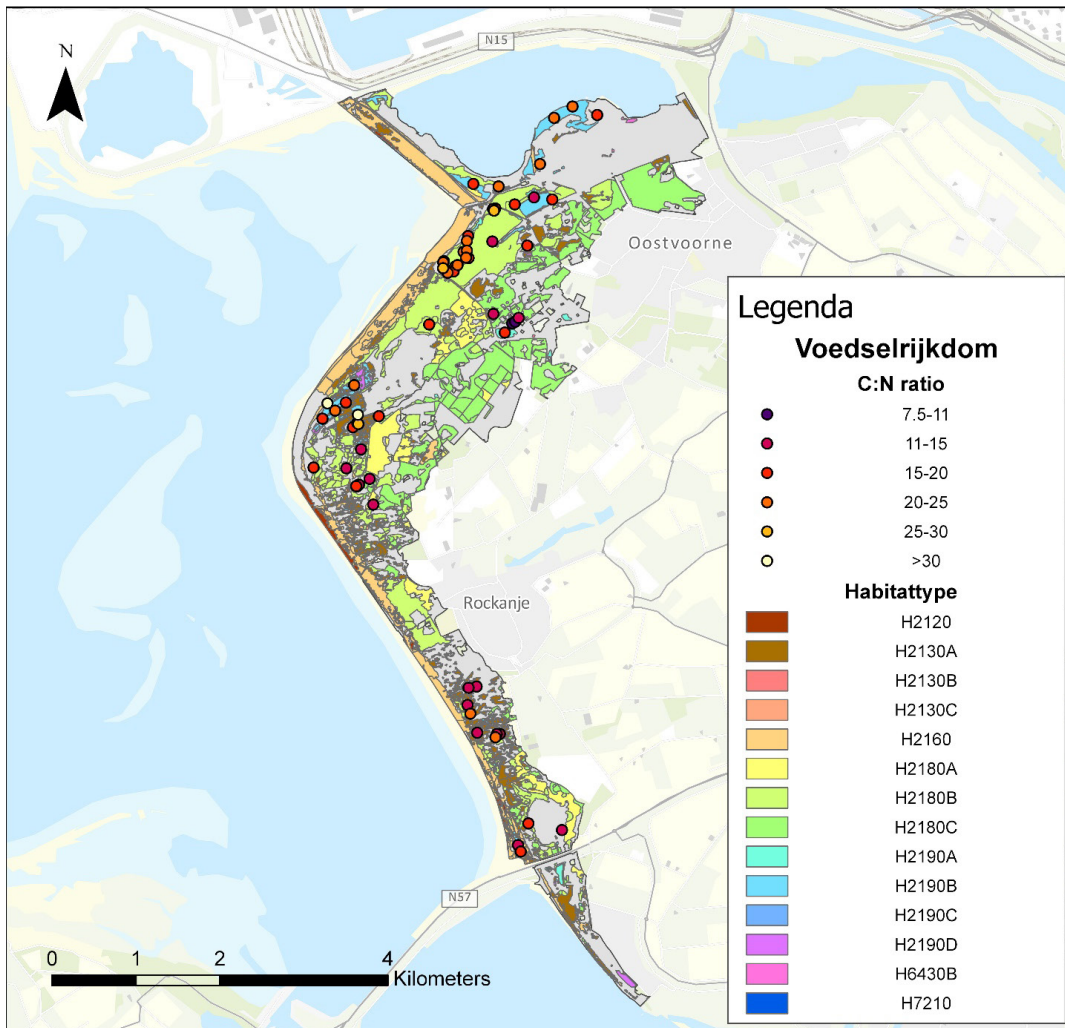 N15
N
Oostvoorne
Rockanje
N57
0 1 2 4
Kilometers
Legenda
Voedselrijkdom
C:N ratio
7.5-11
11-15
15-20
20-25
25-30
>30
Habitattype
H2120
H2130A
H2130B
H2130C
H2160
H2180A
H2180B
H2180C
H2190A
H2190B
H2190C
H2190D
H6430B
H7210